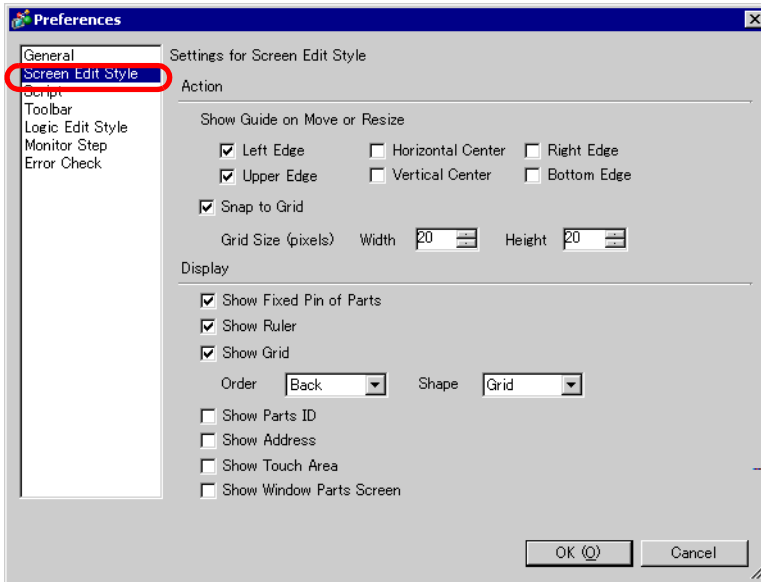 Preferences
General
Screen Edit Style
Script
Toolbar
Logic Edit Style
Monitor Step
Error Check
Settings for Screen Edit Style
Action
Show Guide on Move or Resize
Left Edge Horizontal Center Right Edge
Upper Edge Vertical Center Bottom Edge
Snap to Grid
Grid Size (pixels) Width 20 Height 20
Display
Show Fixed Pin of Parts
Show Ruler
Show Grid
Order Back Shape Grid
Show Parts ID
Show Address
Show Touch Area
Show Window Parts Screen
OK (O) Cancel